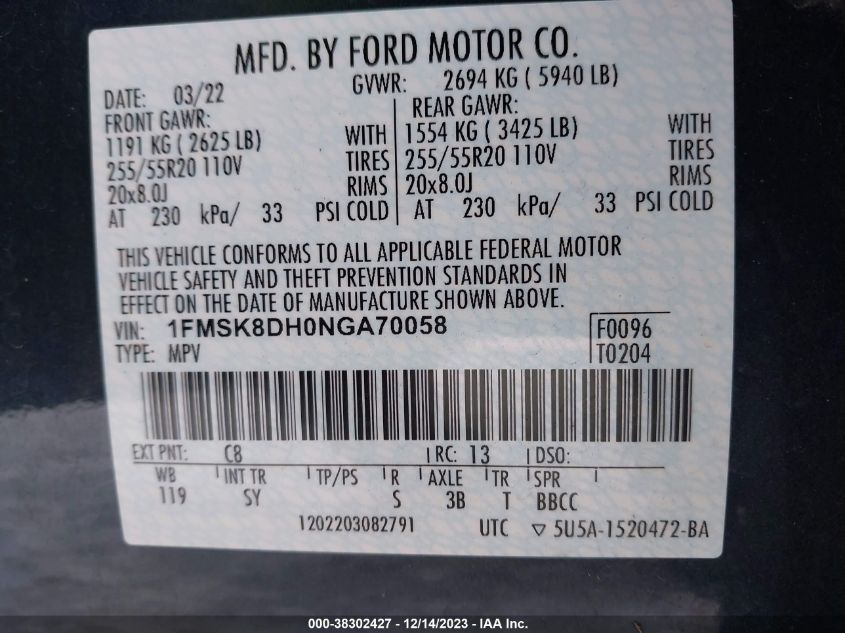 MFD. BY FORD MOTOR CO.
DATE: 03/22 GVWR: 2694 KG ( 5940 LB)
FRONT GAWR: REAR GAWR:
1191 KG ( 2625 LB) WITH 1554 KG ( 3425 LB) WITH
255/55R20 110V TIRES 255/55R20 110V TIRES
20x8.0J RIMS 20x8.0J RIMS
AT 230 kPa/ 33 PSI COLD AT 230 kPa/ 33 PSI COLD
THIS VEHICLE CONFORMS TO ALL APPLICABLE FEDERAL MOTOR
VEHICLE SAFETY AND THEFT PREVENTION STANDARDS IN
EFFECT ON THE DATE OF MANUFACTURE SHOWN ABOVE.
VIN: 1FMSK8DH0NGA70058 F0096
TYPE: MPV T0204
EXT PNT: C8 RC: 13 DSO:
WB INT TR TP/PS R AXLE TR SPR
119 SY S 3B T BBCC
1202203082791 UTC ▽ 5U5A-1520472-BA
000-38302427 - 12/14/2023 - IAA Inc.